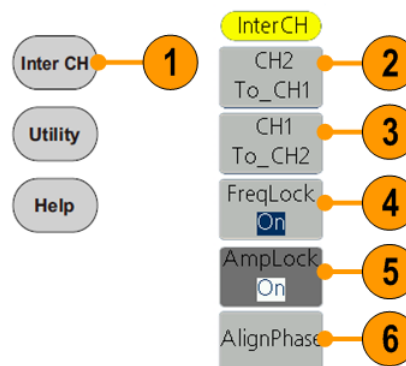 Inter CH
1
Utility
Help
InterCH
CH2
To_CH1
2
CH1
To_CH2
3
FreqLock
On
4
AmpLock
On
5
AlignPhase
6